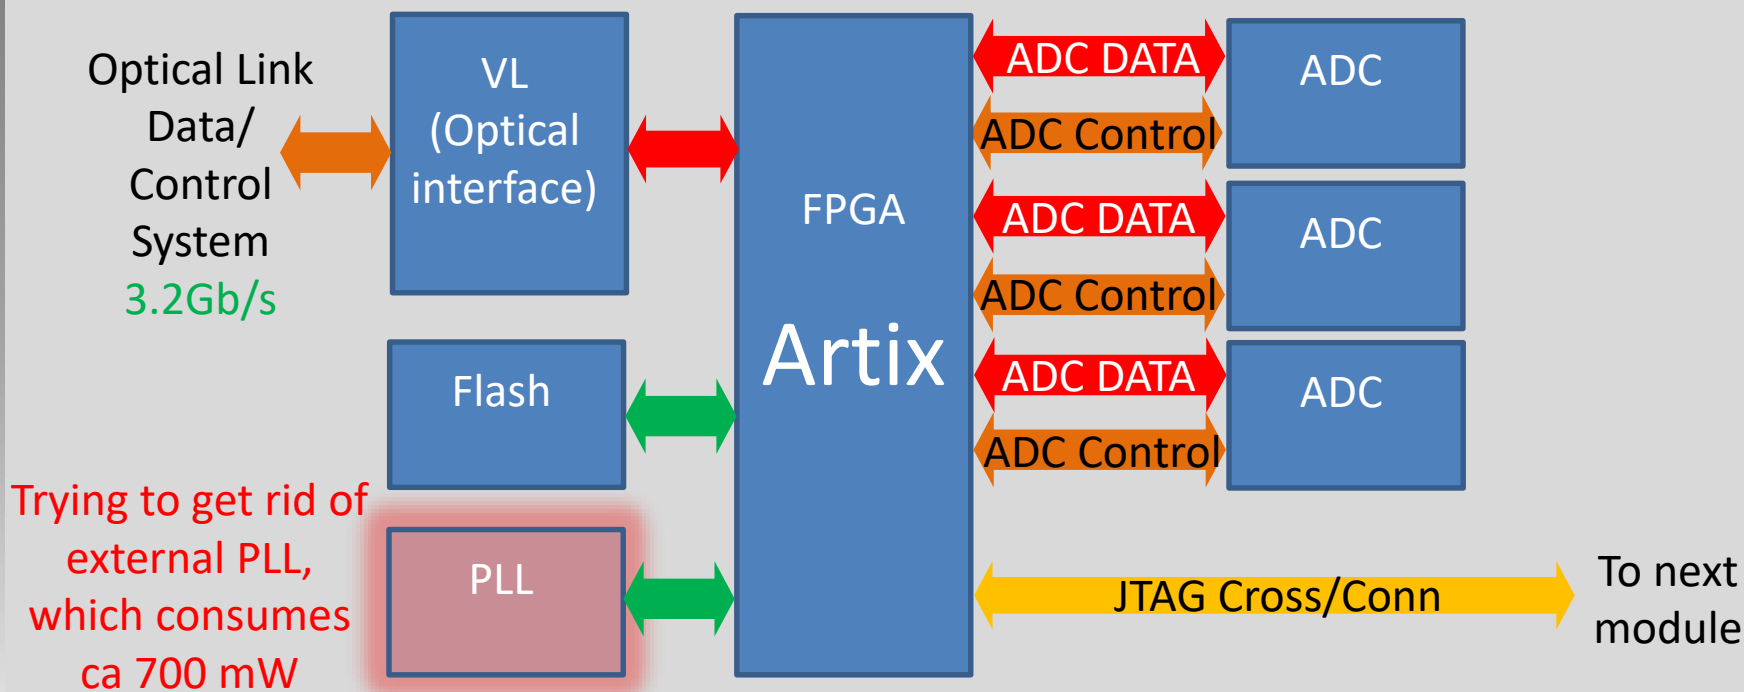 Optical Link
Data/
Control
System
3.2Gb/s
VL
(Optical
interface)
Flash
Trying to get rid of
external PLL,
which consumes
ca 700 mW
PLL
FPGA
Artix
ADC DATA
ADC Control
ADC
ADC DATA
ADC Control
ADC
ADC DATA
ADC Control
ADC
JTAG Cross/Conn
To next
module